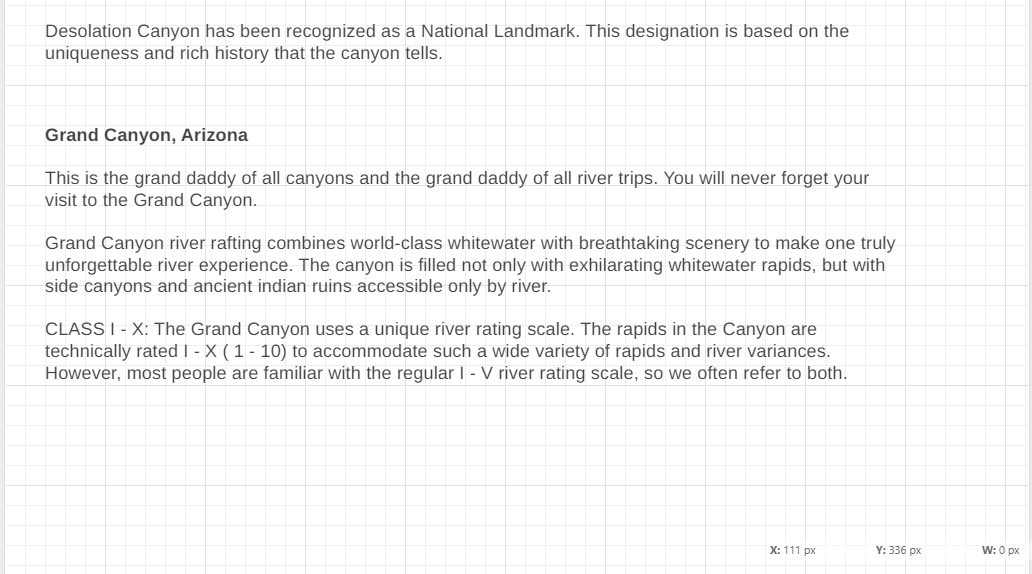 Desolation Canyon has been recognized as a National Landmark. This designation is based on the
uniqueness and rich history that the canyon tells.
Grand Canyon, Arizona
This is the grand daddy of all canyons and the grand daddy of all river trips. You will never forget your
visit to the Grand Canyon.
Grand Canyon river rafting combines world-class whitewater with breathtaking scenery to make one truly
unforgettable river experience. The canyon is filled not only with exhilarating whitewater rapids, but with
side canyons and ancient indian ruins accessible only by river.
CLASS I - X: The Grand Canyon uses a unique river rating scale. The rapids in the Canyon are
technically rated I - X ( 1 - 10) to accommodate such a wide variety of rapids and river variances.
However, most people are familiar with the regular I - V river rating scale, so we often refer to both.
X: 111 px Y: 336 px W: 0 px